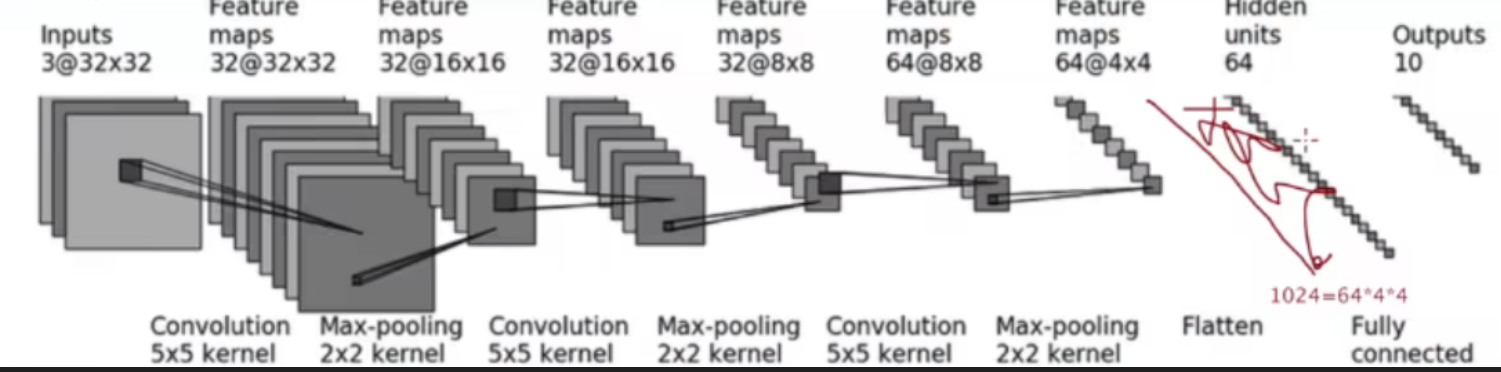 Inputs
3@32x32
Feature
maps
32@32x32
Feature
maps
32@16x16
Feature
maps
32@16x16
Feature
maps
32@8x8
Feature
maps
64@8x8
Feature
maps
64@4x4
Hidden
units
64
Outputs
10
1024=64*4*4
Convolution
5x5 kernel
Max-pooling
2x2 kernel
Convolution
5x5 kernel
Max-pooling
2x2 kernel
Convolution
5x5 kernel
Max-pooling
2x2 kernel
Flatten
Fully
connected